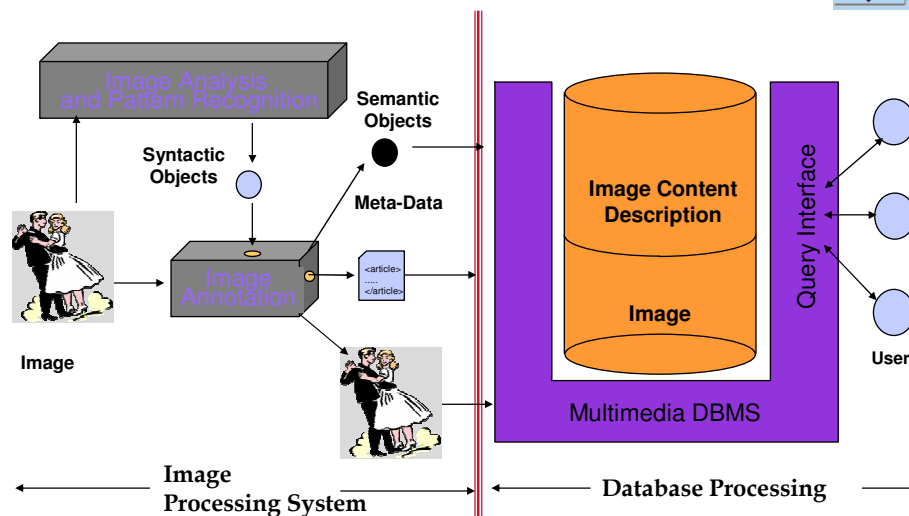 Image Analysis
and Pattern Recognition
Semantic
Objects
Syntactic
Objects
Meta-Data
Image
Annotation
<article>
.....
</article>
Image
Image Content
Description
Image
Query Interface
User
Multimedia DBMS
Image
Processing System
Database Processing